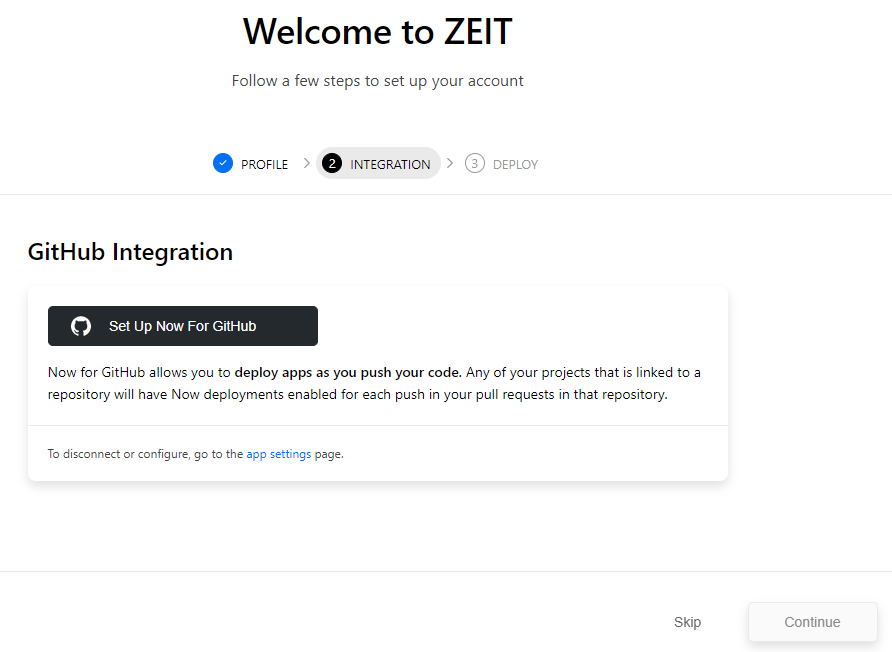 Welcome to ZEIT
Follow a few steps to set up your account
PROFILE 2 INTEGRATION 3 DEPLOY
GitHub Integration
Set Up Now For GitHub
Now for GitHub allows you to deploy apps as you push your code. Any of your projects that is linked to a
repository will have Now deployments enabled for each push in your pull requests in that repository.
To disconnect or configure, go to the app settings page.
Skip Continue